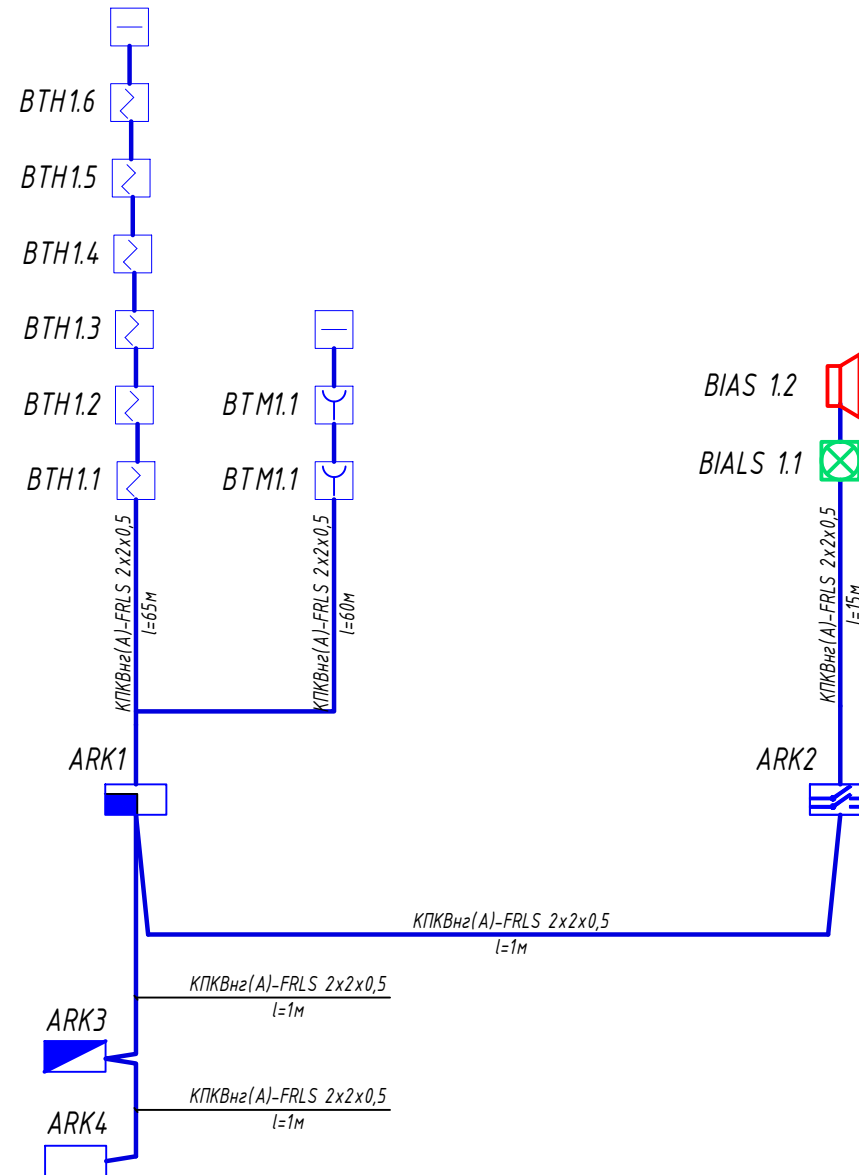 BTH1.6
BTH1.5
BTH1.4
BTH1.3
BTH1.2
BTM1.1
BIAS 1.2
BTH1.1
BTM1.1
BIALS 1.1
КПКВнг(А)-FRLS 2x2x0,5
l=65м
КПКВнг(А)-FRLS 2x2x0,5
l=60м
КПКВнг(А)-FRLS 2x2x0,5
l=15м
ARK1
ARK2
КПКВнг(А)-FRLS 2x2x0,5
l=1м
КПКВнг(А)-FRLS 2x2x0,5
l=1м
ARK3
КПКВнг(А)-FRLS 2x2x0,5
l=1м
ARK4